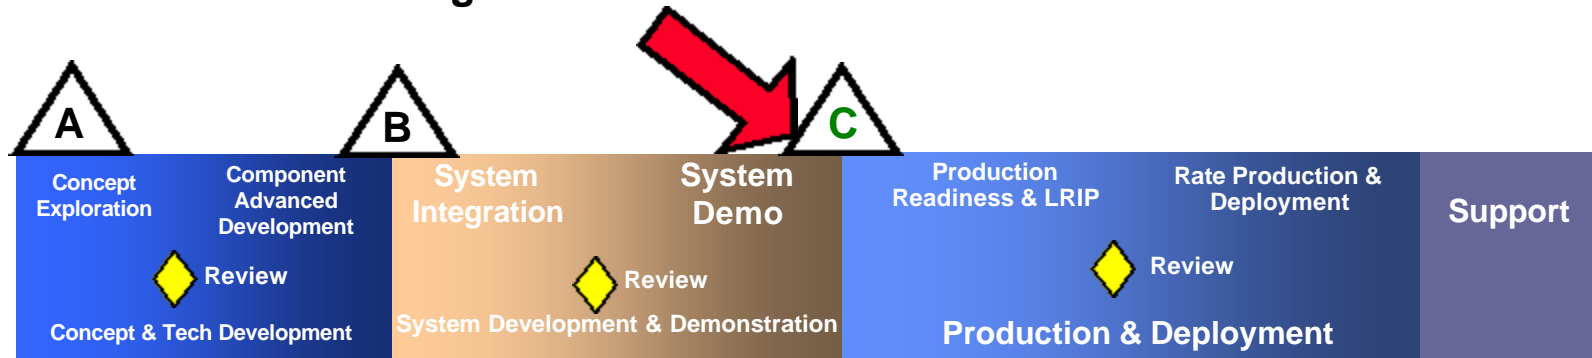 A
B
C
Concept
Exploration
Component
Advanced
Development
Review
Concept & Tech Development
System
Integration
System
Demo
Review
System Development & Demonstration
Production
Readiness & LRIP
Rate Production &
Deployment
Review
Production & Deployment
Support